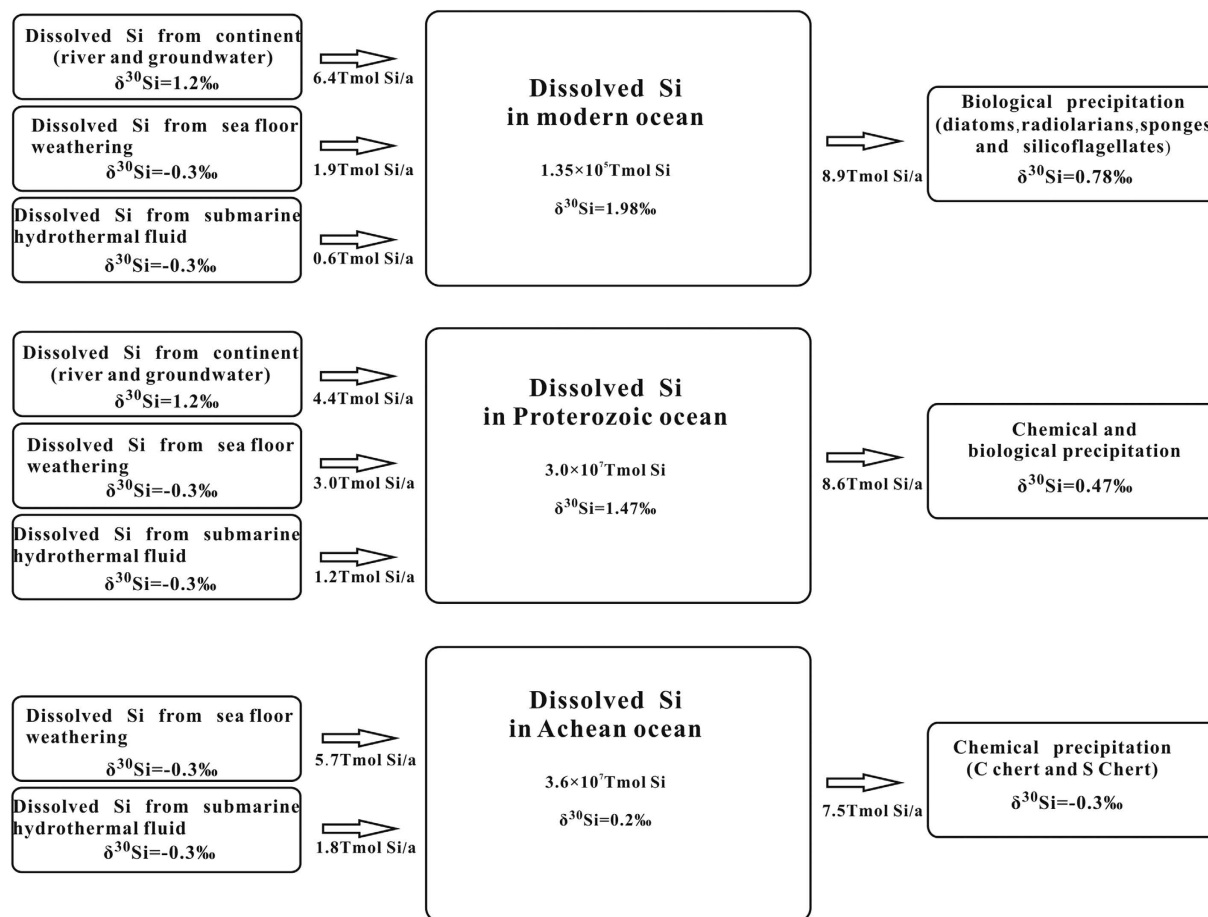 Dissolved Si from continent
(river and groundwater)
δ³⁰Si=1.2‰
6.4Tmol Si/a
Dissolved Si from sea floor
weathering
δ³⁰Si=-0.3‰
1.9Tmol Si/a
Dissolved Si from submarine
hydrothermal fluid
δ³⁰Si=-0.3‰
0.6Tmol Si/a
Dissolved Si
in modern ocean
1.35×10⁵Tmol Si
δ³⁰Si=1.98‰
8.9Tmol Si/a
Biological precipitation
(diatoms,radiolarians,sponges
and silicoflagellates)
δ³⁰Si=0.78‰
Dissolved Si from continent
(river and groundwater)
δ³⁰Si=1.2‰
4.4Tmol Si/a
Dissolved Si from sea floor
weathering
δ³⁰Si=-0.3‰
3.0Tmol Si/a
Dissolved Si from submarine
hydrothermal fluid
δ³⁰Si=-0.3‰
1.2Tmol Si/a
Dissolved Si
in Proterozoic ocean
3.0×10⁷Tmol Si
δ³⁰Si=1.47‰
8.6Tmol Si/a
Chemical and
biological precipitation
δ³⁰Si=0.47‰
Dissolved Si from sea floor
weathering
δ³⁰Si=-0.3‰
5.7Tmol Si/a
Dissolved Si from submarine
hydrothermal fluid
δ³⁰Si=-0.3‰
1.8Tmol Si/a
Dissolved Si
in Achean ocean
3.6×10⁷Tmol Si
δ³⁰Si=0.2‰
7.5Tmol Si/a
Chemical precipitation
(C chert and S Chert)
δ³⁰Si=-0.3‰